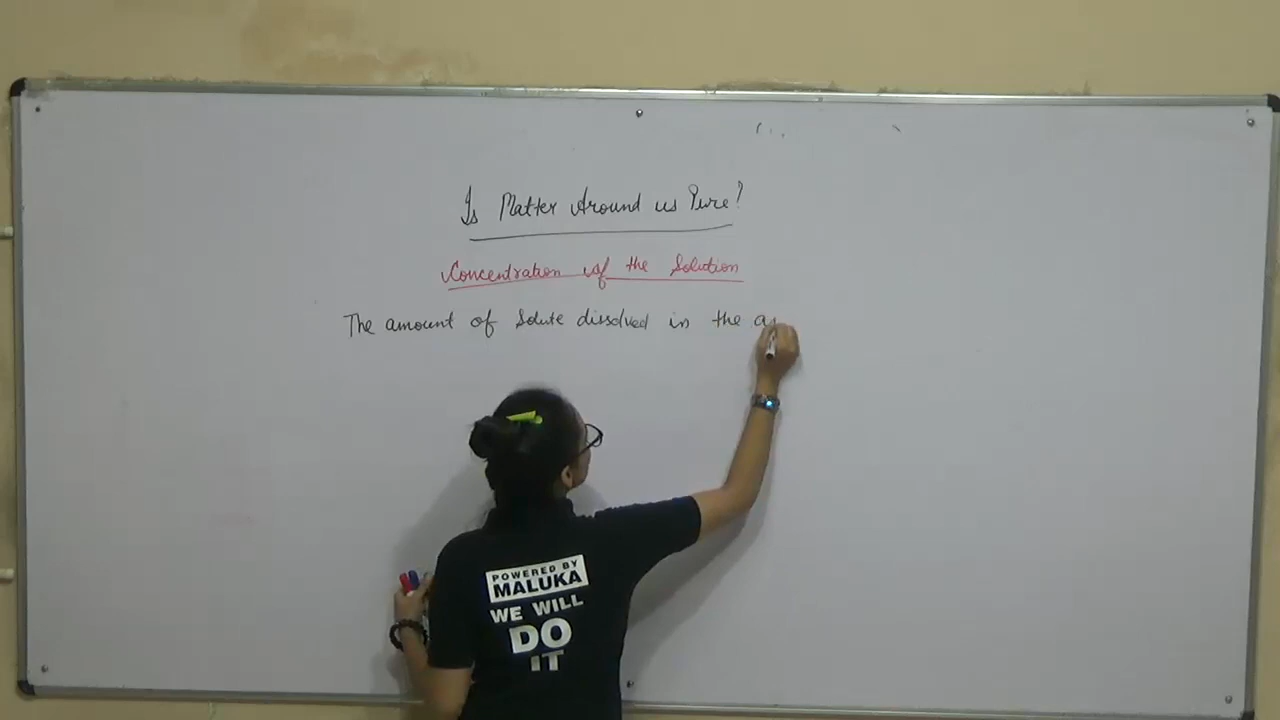 Is Matter Around us Pure?
Concentration of the Solution
The amount of Solute dissolved in the
POWERED BY
MALUKA
WE WILL
DO
IT